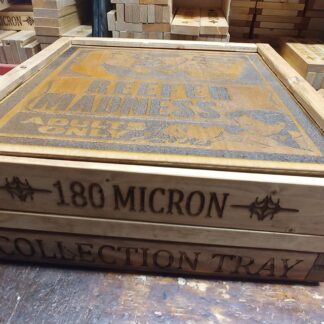 REEFER
MADNESS
ADULTS
ONLY
180 MICRON
COLLECTION TRAY